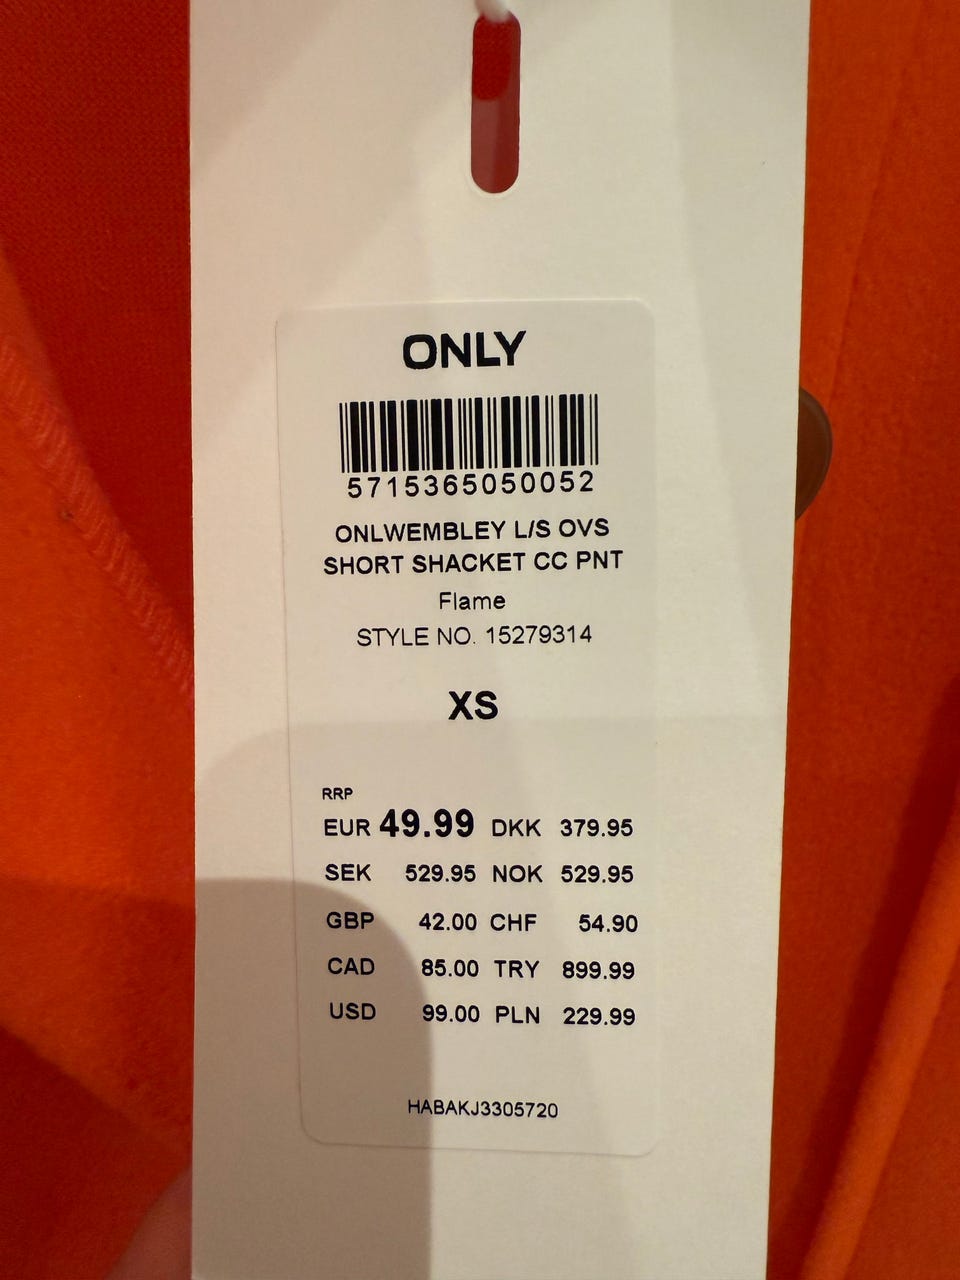 ONLY
5715365050052
ONLWEMBLEY L/S OVS
SHORT SHACKET CC PNT
Flame
STYLE NO. 15279314
XS
RRP
EUR 49.99 DKK 379.95
SEK 529.95 NOK 529.95
GBP 42.00 CHF 54.90
CAD 85.00 TRY 899.99
USD 99.00 PLN 229.99
HABAKJ3305720